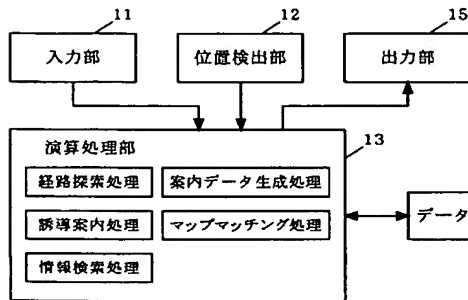 11
12
15
入力部
位置検出部
出力部
演算処理部
13
経路探索処理
案内データ生成処理
誘導案内処理
マップマッチング処理
データ
情報検索処理